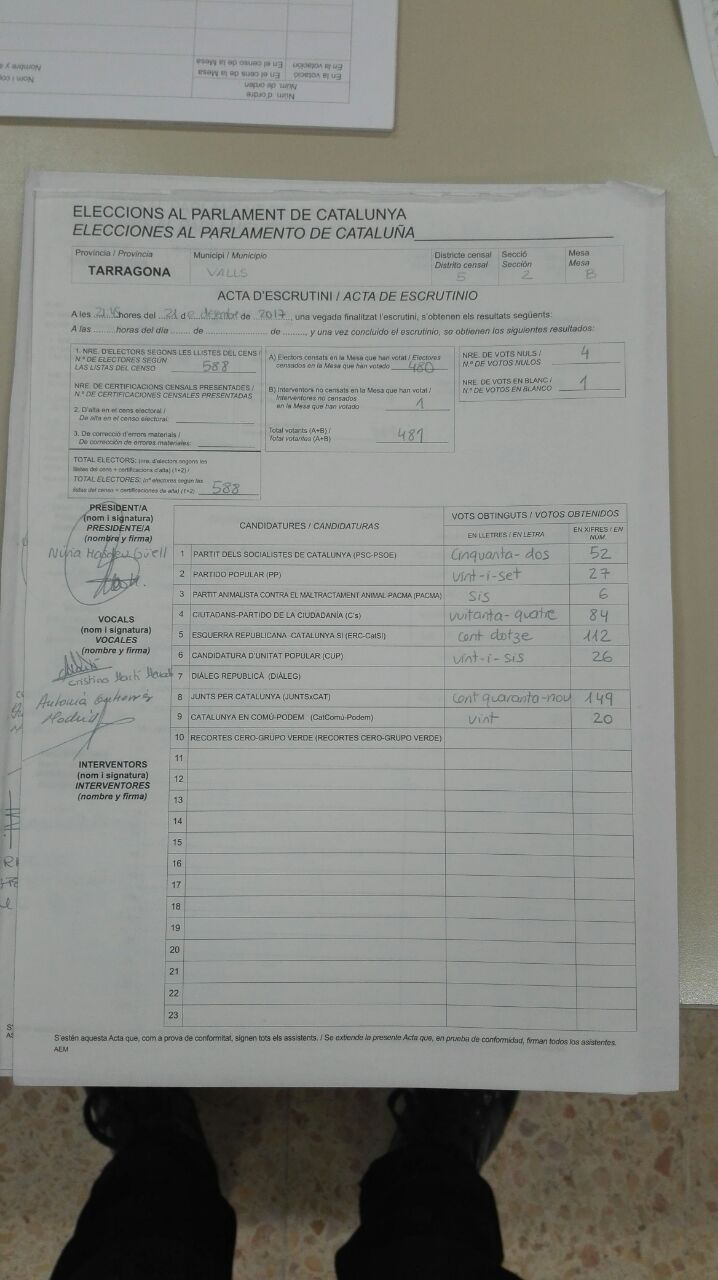 Nombre y
Nom i cog
En la votación
En el censo de la Mesa
En la votació
En el cens de la Mesa
Núm. de orden
Núm. d'ordre
ELECCIONS AL PARLAMENT DE CATALUNYA
ELECCIONES AL PARLAMENTO DE CATALUÑA
Provincia / Provincia
TARRAGONA
Municipi / Municipio
VALLS
Districte censal
Distrito censal
5
Secció
Sección
2
Mesa
Mesa
B
ACTA D'ESCRUTINI / ACTA DE ESCRUTINIO
A les 21.45 hores del 21 de desembre de 2017, una vegada finalitzat l'escrutini, s'obtenen els resultats següents:
A las ........horas del día ....... de ........................... de ........, y una vez concluido el escrutinio, se obtienen los siguientes resultados:
1. NRE. D'ELECTORS SEGONS LES LLISTES DEL CENS /
N.º DE ELECTORES SEGÚN
LAS LISTAS DEL CENSO 588
NRE. DE CERTIFICACIONS CENSALS PRESENTADES /
N.º DE CERTIFICACIONES CENSALES PRESENTADAS
2. D'alta en el cens electoral /
De alta en el censo electoral:
3. De correcció d'errors materials /
De corrección de errores materiales:
TOTAL ELECTORS: (nre. d'electors segons les
llistes del cens + certificacions d'alta) (1+2) /
TOTAL ELECTORES: (nº electores según las
listas del censo + certificaciones de alta) (1+2) 588
A) Electors censats en la Mesa que han votat / Electores
censados en la Mesa que han votado 480
B) Interventors no censats en la Mesa que han votat /
Interventores no censados
en la Mesa que han votado 1
Total votants (A+B) /
Total votantes (A+B) 481
NRE. DE VOTS NULS /
N.º DE VOTOS NULOS 4
NRE. DE VOTS EN BLANC /
N.º DE VOTOS EN BLANCO 1
PRESIDENT/A
(nom i signatura)
PRESIDENTE/A
(nombre y firma)
Núria Güell
VOCALS
(nom i signatura)
VOCALES
(nombre y firma)
Cristina Martí
Antonia Gutierrez
INTERVENTORS
(nom i signatura)
INTERVENTORES
(nombre y firma)
CANDIDATURES / CANDIDATURAS
VOTS OBTINGUTS / VOTOS OBTENIDOS
EN LLETRES / EN LETRA
EN XIFRES / EN NÚM.
1 PARTIT DELS SOCIALISTES DE CATALUNYA (PSC-PSOE) Cinquanta-dos 52
2 PARTIDO POPULAR (PP) vint-i-set 27
3 PARTIT ANIMALISTA CONTRA EL MALTRACTAMENT ANIMAL-PACMA (PACMA) sis 6
4 CIUTADANS-PARTIDO DE LA CIUDADANÍA (C's) vuitanta-quatre 84
5 ESQUERRA REPUBLICANA -CATALUNYA SÍ (ERC-CatSí) cent dotze 112
6 CANDIDATURA D'UNITAT POPULAR (CUP) vint-i-sis 26
7 DIÀLEG REPUBLICÀ (DIÀLEG)
8 JUNTS PER CATALUNYA (JUNTSxCAT) cent quaranta-nou 149
9 CATALUNYA EN COMÚ-PODEM (CatComú-Podem) vint 20
10 RECORTES CERO-GRUPO VERDE (RECORTES CERO-GRUPO VERDE)
11
12
13
14
15
16
17
18
19
20
21
22
23
S'estén aquesta Acta que, com a prova de conformitat, signen tots els assistents. / Se extiende la presente Acta que, en prueba de conformidad, firman todos los asistentes.
AEM